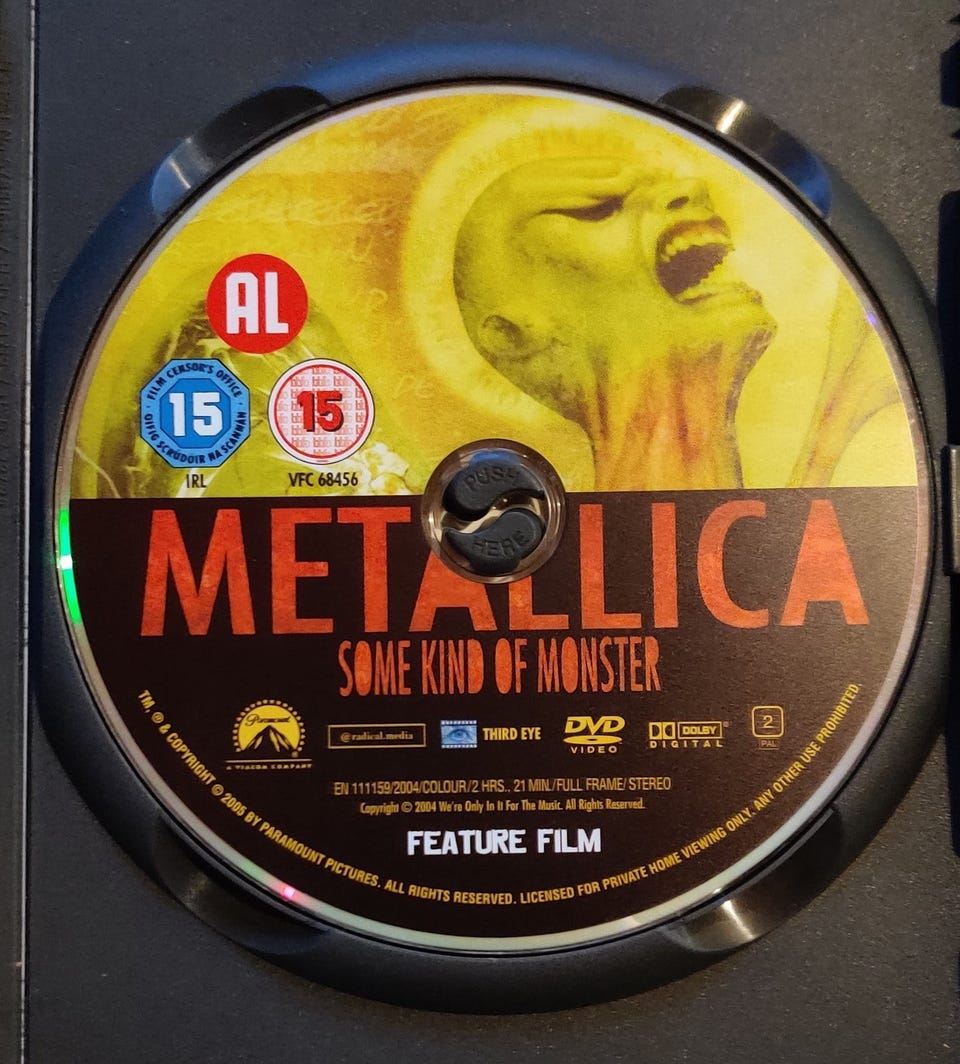 AL
· FILM CENSOR'S OFFICE ·
15
OIFIG SCRÚDÓIR NA SCANNÁN
IRL
15
VFC 68456
PUSH
HERE
METALLICA
SOME KIND OF MONSTER
Paramount
A VIACOM COMPANY
@radical.media
THIRD EYE
DVD
VIDEO
DOLBY
DIGITAL
2
PAL
EN 111159/2004/COLOUR/2 HRS.. 21 MIN./FULL FRAME/STEREO
Copyright © 2004 We're Only In It For The Music. All Rights Reserved.
FEATURE FILM
TM, ® & COPYRIGHT © 2005 BY PARAMOUNT PICTURES. ALL RIGHTS RESERVED. LICENSED FOR PRIVATE HOME VIEWING ONLY. ANY OTHER USE PROHIBITED.